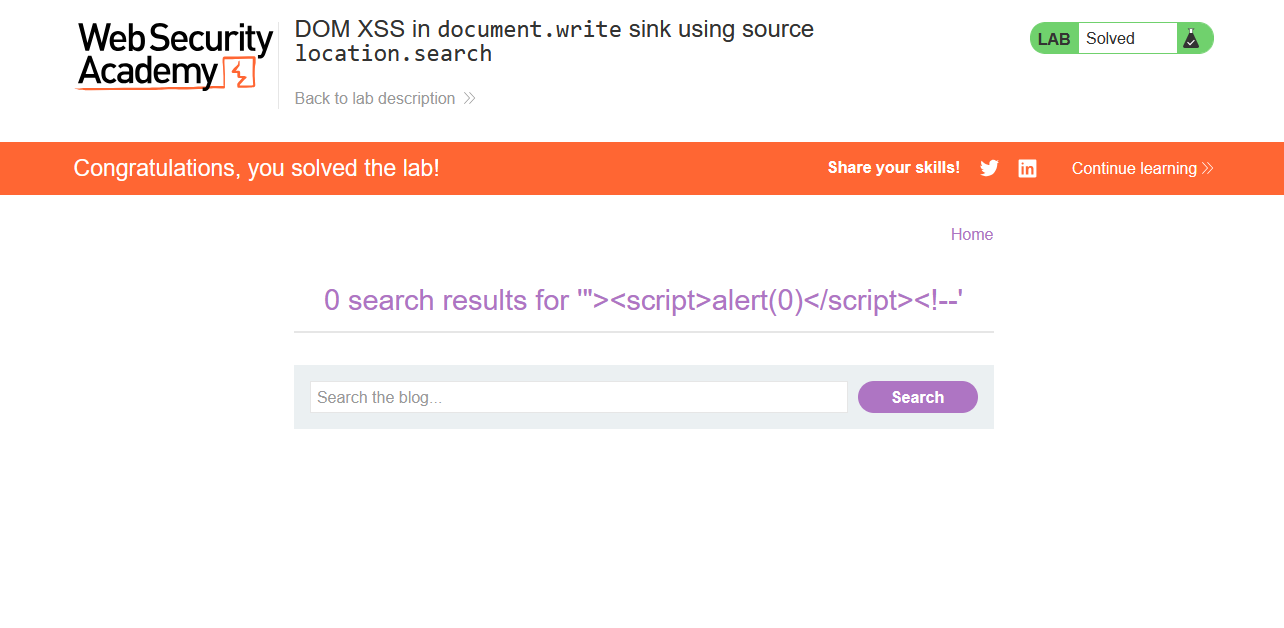 Web Security
Academy
DOM XSS in document.write sink using source
location.search
Back to lab description
LAB Solved
Congratulations, you solved the lab!
Share your skills!
Continue learning
Home
0 search results for '"><script>alert(0)</script><!--'
Search the blog...
Search